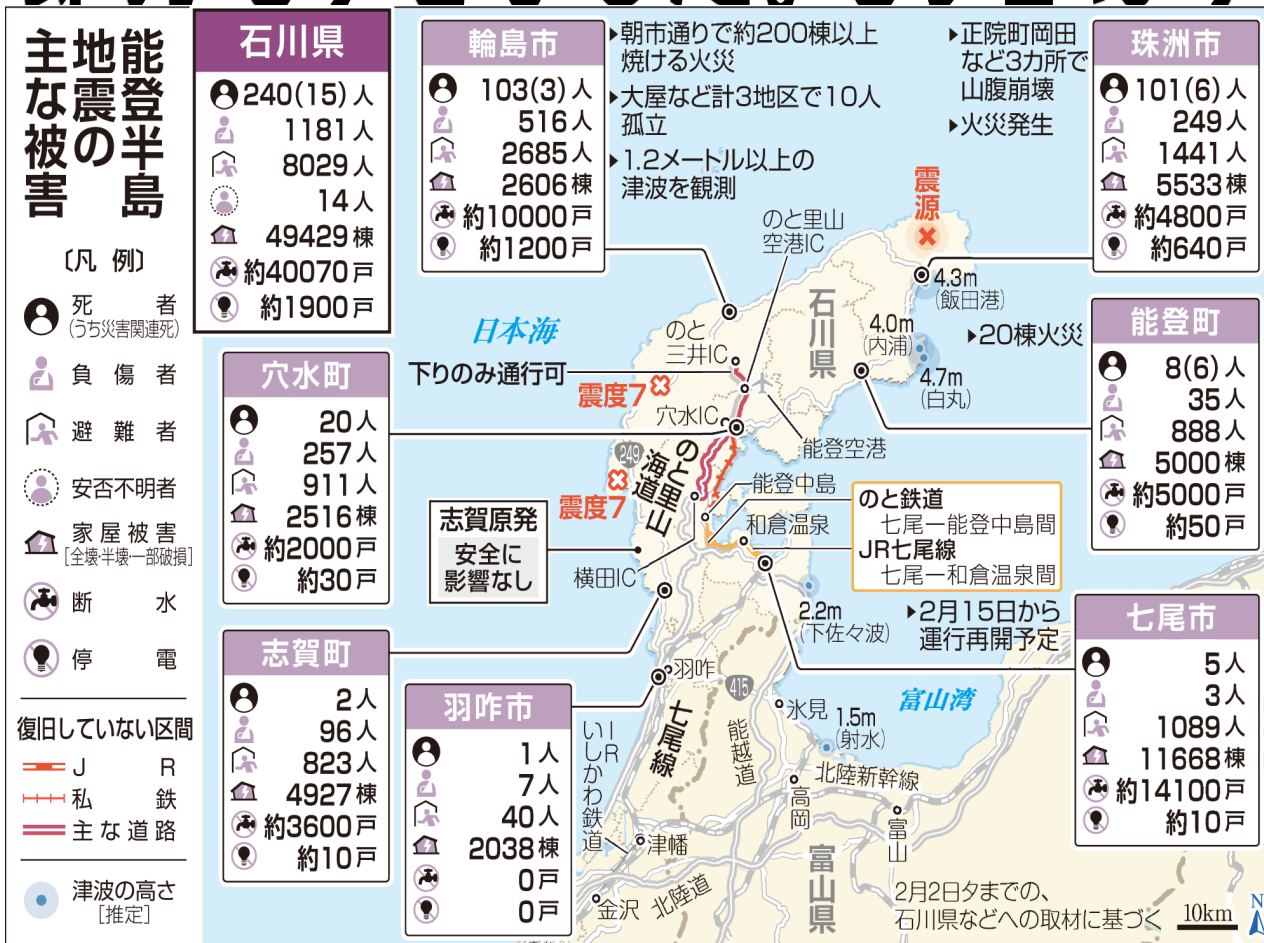 能登半島
地震の
主な被害
〔凡 例〕
死者
(うち災害関連死)
負傷者
避難者
安否不明者
家屋被害
[全壊・半壊・一部破損]
断水
停電
復旧していない区間
JR
私鉄
主な道路
津波の高さ
[推定]
石川県
240(15)人
1181人
8029人
14人
49429棟
約40070戸
約1900戸
輪島市
103(3)人
516人
2685人
2606棟
約10000戸
約1200戸
▶朝市通りで約200棟以上
焼ける火災
▶大屋など計3地区で10人
孤立
▶1.2メートル以上の
津波を観測
▶正院町岡田
など3カ所で
山腹崩壊
▶火災発生
珠洲市
101(6)人
249人
1441人
5533棟
約4800戸
約640戸
能登町
8(6)人
35人
888人
5000棟
約5000戸
約50戸
▶20棟火災
穴水町
20人
257人
911人
2516棟
約2000戸
約30戸
志賀町
2人
96人
823人
4927棟
約3600戸
約10戸
羽咋市
1人
7人
40人
2038棟
0戸
0戸
七尾市
5人
3人
1089人
11668棟
約14100戸
約10戸
震源
のと里山
空港IC
4.3m
(飯田港)
石川県
日本海
4.0m
(内浦)
のと
三井IC
下りのみ通行可
4.7m
(白丸)
震度7
穴水IC
能登空港
249
のと里山
海道
震度7
能登中島
志賀原発
安全に
影響なし
和倉温泉
のと鉄道
七尾ー能登中島間
JR七尾線
七尾ー和倉温泉間
横田IC
2.2m
(下佐々波)
▶2月15日から
運行再開予定
羽咋
415
富山湾
七尾線
氷見
1.5m
(射水)
能越道
IR
いしかわ鉄道
北陸新幹線
高岡
富山
津幡
富山県
金沢
北陸道
2月2日夕までの、
石川県などへの取材に基づく
10km
N